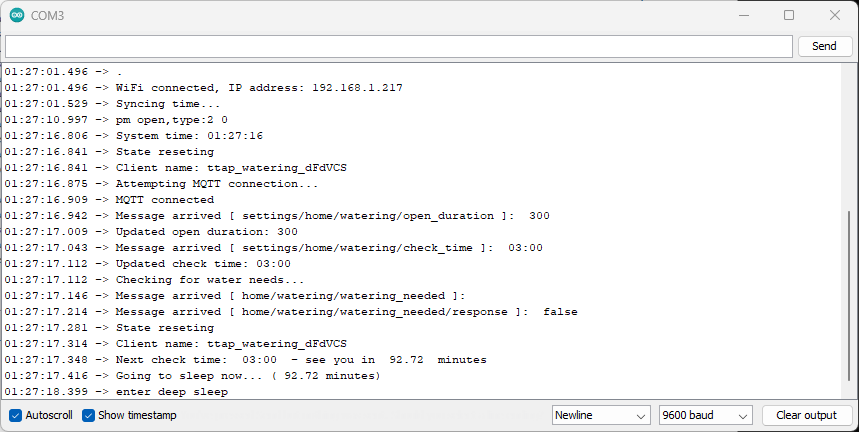 COM3
Send
01:27:01.496 -> .
01:27:01.496 -> WiFi connected, IP address: 192.168.1.217
01:27:01.529 -> Syncing time...
01:27:10.997 -> pm open,type:2 0
01:27:16.806 -> System time: 01:27:16
01:27:16.841 -> State reseting
01:27:16.841 -> Client name: ttap_watering_dFdVCS
01:27:16.875 -> Attempting MQTT connection...
01:27:16.909 -> MQTT connected
01:27:16.942 -> Message arrived [ settings/home/watering/open_duration ]:  300
01:27:17.009 -> Updated open duration: 300
01:27:17.043 -> Message arrived [ settings/home/watering/check_time ]:  03:00
01:27:17.112 -> Updated check time: 03:00
01:27:17.112 -> Checking for water needs...
01:27:17.146 -> Message arrived [ home/watering/watering_needed ]:
01:27:17.214 -> Message arrived [ home/watering/watering_needed/response ]:  false
01:27:17.281 -> State reseting
01:27:17.314 -> Client name: ttap_watering_dFdVCS
01:27:17.348 -> Next check time:  03:00  - see you in  92.72  minutes
01:27:17.416 -> Going to sleep now... ( 92.72 minutes)
01:27:18.399 -> enter deep sleep
Autoscroll Show timestamp Newline 9600 baud Clear output